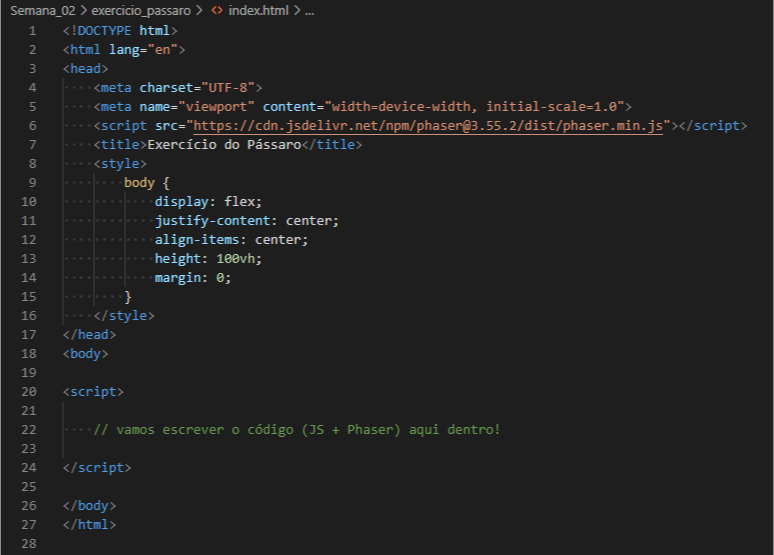 Semana_02 > exercicio_passaro > <> index.html > ...
1 <!DOCTYPE html>
2 <html lang="en">
3 <head>
4     <meta charset="UTF-8">
5     <meta name="viewport" content="width=device-width, initial-scale=1.0">
6     <script src="https://cdn.jsdelivr.net/npm/phaser@3.55.2/dist/phaser.min.js"></script>
7     <title>Exercício do Pássaro</title>
8     <style>
9         body {
10             display: flex;
11             justify-content: center;
12             align-items: center;
13             height: 100vh;
14             margin: 0;
15         }
16     </style>
17 </head>
18 <body>
19
20 <script>
21
22     // vamos escrever o código (JS + Phaser) aqui dentro!
23
24 </script>
25
26 </body>
27 </html>
28